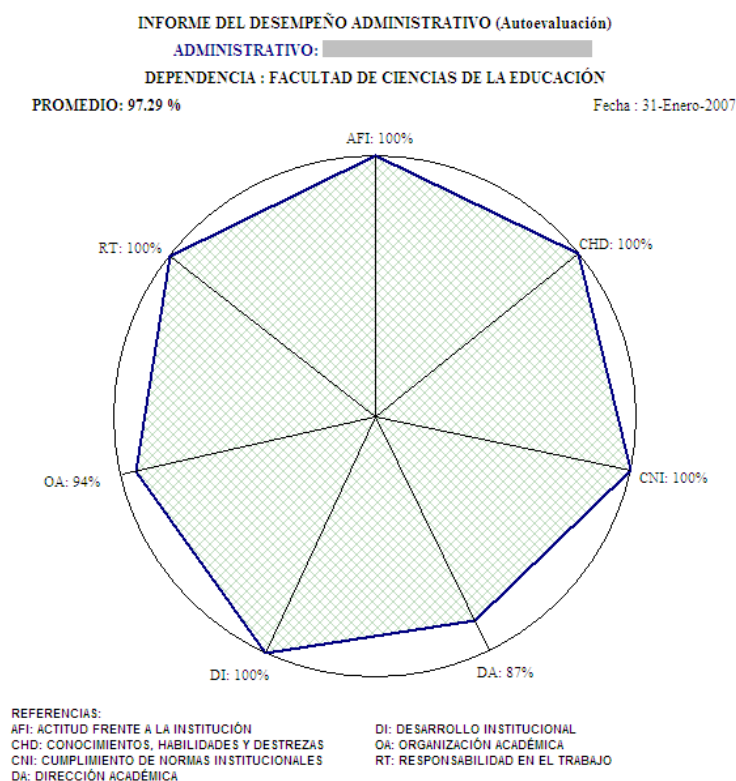 INFORME DEL DESEMPEÑO ADMINISTRATIVO (Autoevaluación)
ADMINISTRATIVO:
DEPENDENCIA : FACULTAD DE CIENCIAS DE LA EDUCACIÓN
PROMEDIO: 97.29 %
Fecha : 31-Enero-2007
AFI: 100%
RT: 100%
CHD: 100%
OA: 94%
CNI: 100%
DI: 100%
DA: 87%
REFERENCIAS:
AFI: ACTITUD FRENTE A LA INSTITUCIÓN
CHD: CONOCIMIENTOS, HABILIDADES Y DESTREZAS
CNI: CUMPLIMIENTO DE NORMAS INSTITUCIONALES
DA: DIRECCIÓN ACADÉMICA
DI: DESARROLLO INSTITUCIONAL
OA: ORGANIZACIÓN ACADÉMICA
RT: RESPONSABILIDAD EN EL TRABAJO